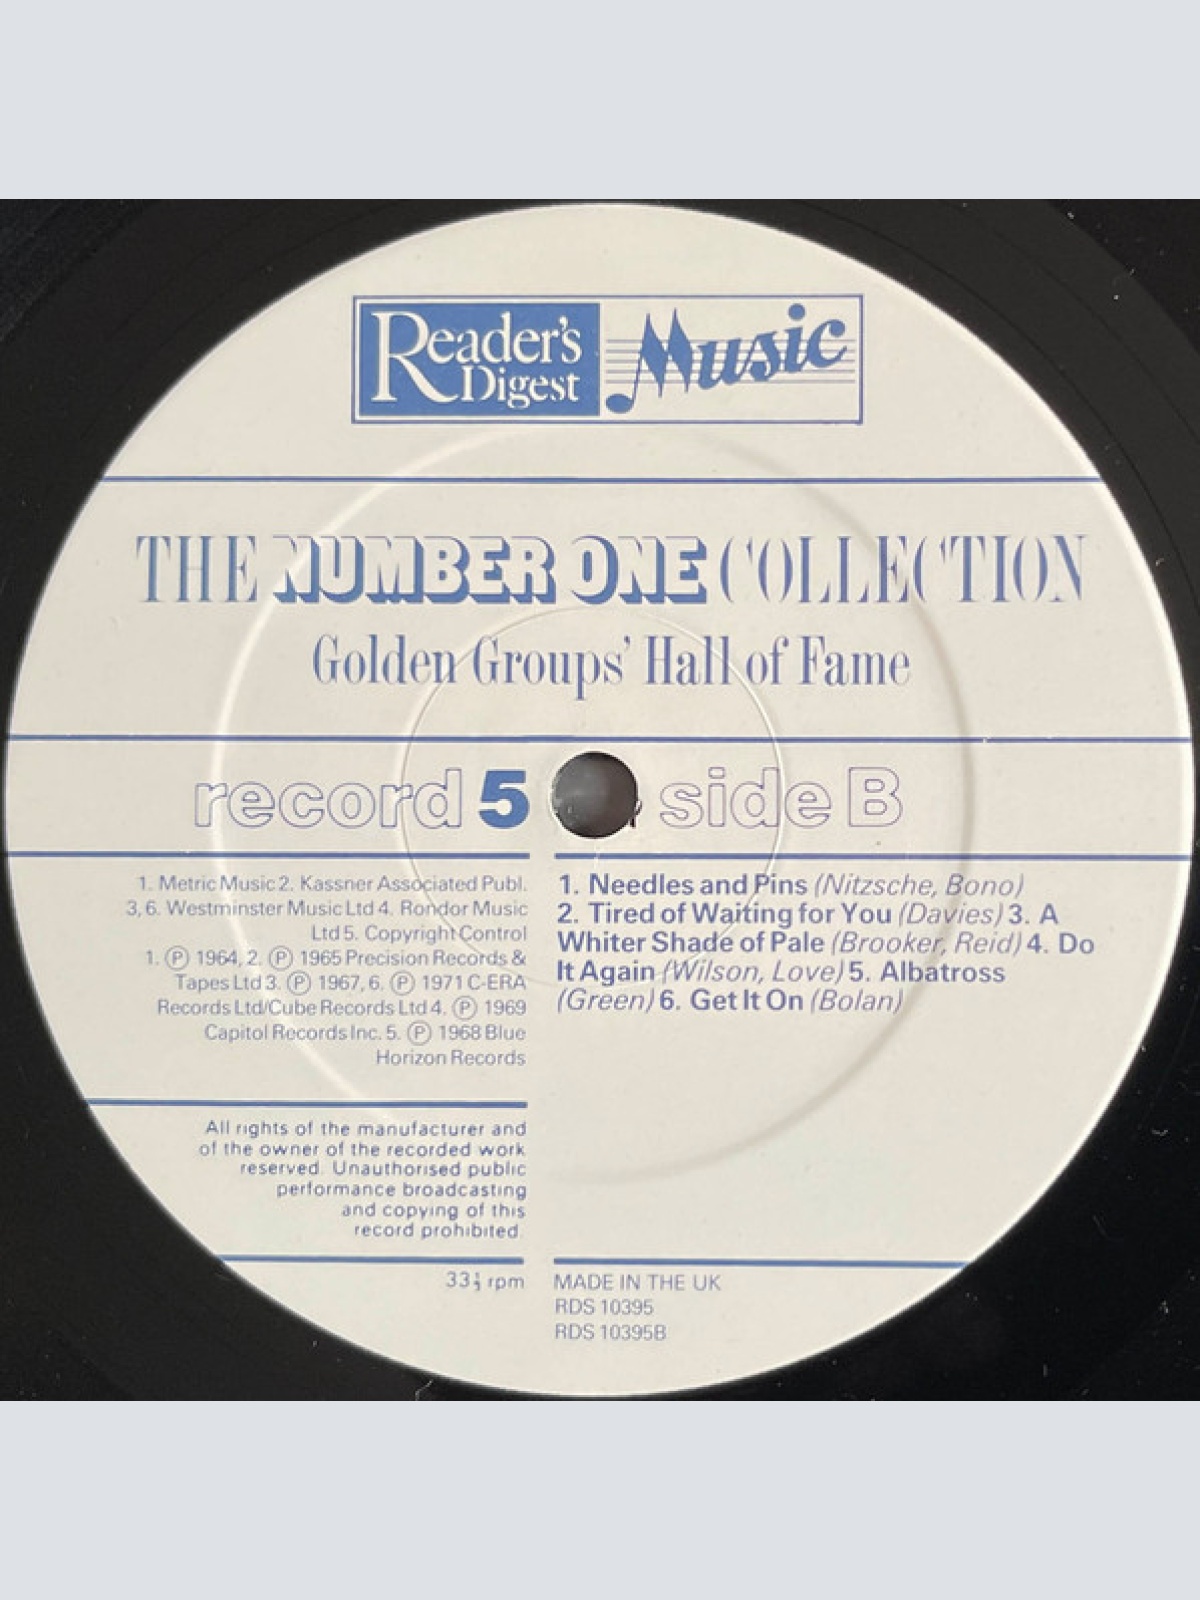 Reader's
Digest
Music
THE NUMBER ONE COLLECTION
Golden Groups' Hall of Fame
record 5 side B
1. Metric Music 2. Kassner Associated Publ.
3, 6. Westminster Music Ltd 4. Rondor Music
Ltd 5. Copyright Control
1. Ⓟ 1964, 2. Ⓟ 1965 Precision Records &
Tapes Ltd 3. Ⓟ 1967, 6. Ⓟ 1971 C-ERA
Records Ltd/Cube Records Ltd 4. Ⓟ 1969
Capitol Records Inc. 5. Ⓟ 1968 Blue
Horizon Records
1. Needles and Pins (Nitzsche, Bono)
2. Tired of Waiting for You (Davies) 3. A
Whiter Shade of Pale (Brooker, Reid) 4. Do
It Again (Wilson, Love) 5. Albatross
(Green) 6. Get It On (Bolan)
All rights of the manufacturer and
of the owner of the recorded work
reserved. Unauthorised public
performance broadcasting
and copying of this
record prohibited.
33⅓ rpm
MADE IN THE UK
RDS 10395
RDS 10395B